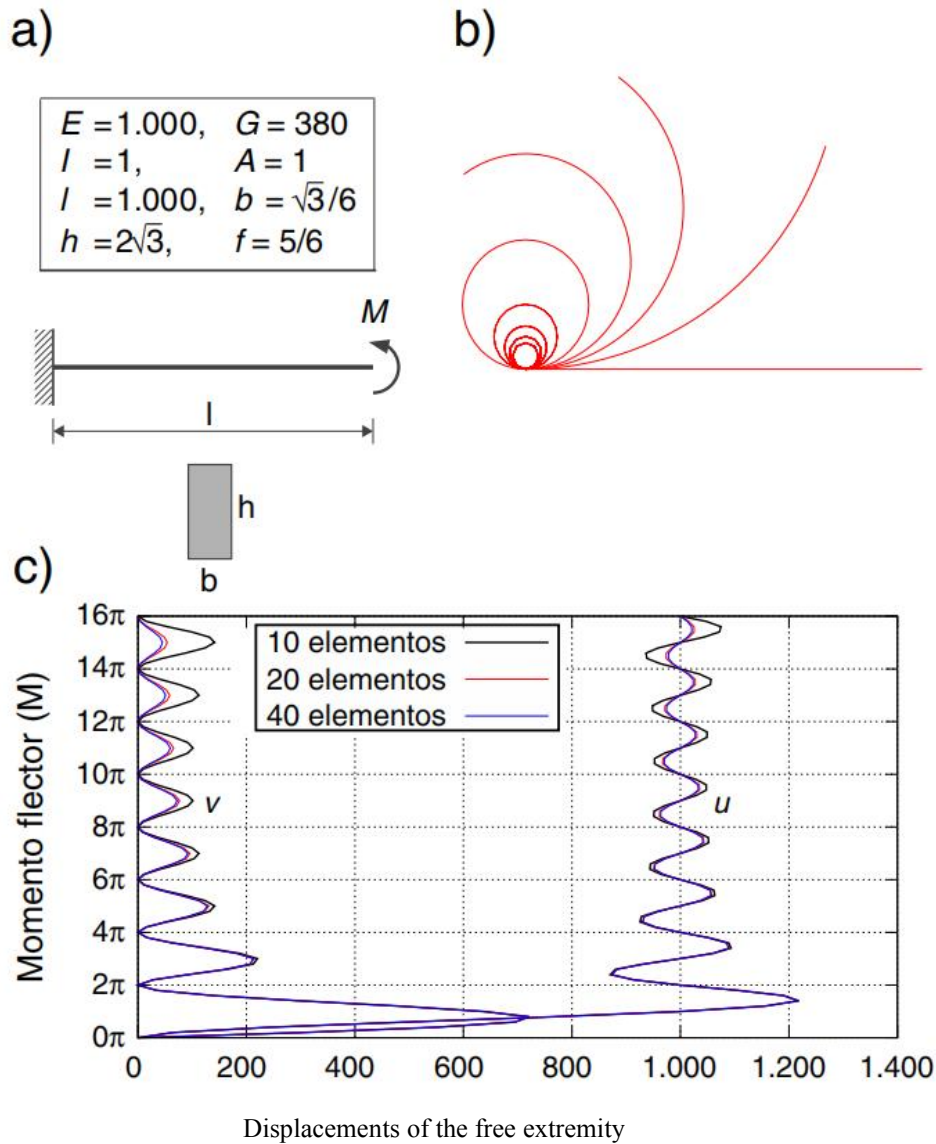 a)
b)
E = 1.000, G = 380
I = 1, A = 1
l = 1.000, b = √3/6
h = 2√3, f = 5/6
M
l
h
b
c)
16π
14π
12π
10π
8π
6π
4π
2π
0π
Momento flector (M)
10 elementos
20 elementos
40 elementos
v
u
0 200 400 600 800 1.000 1.200 1.400
Displacements of the free extremity